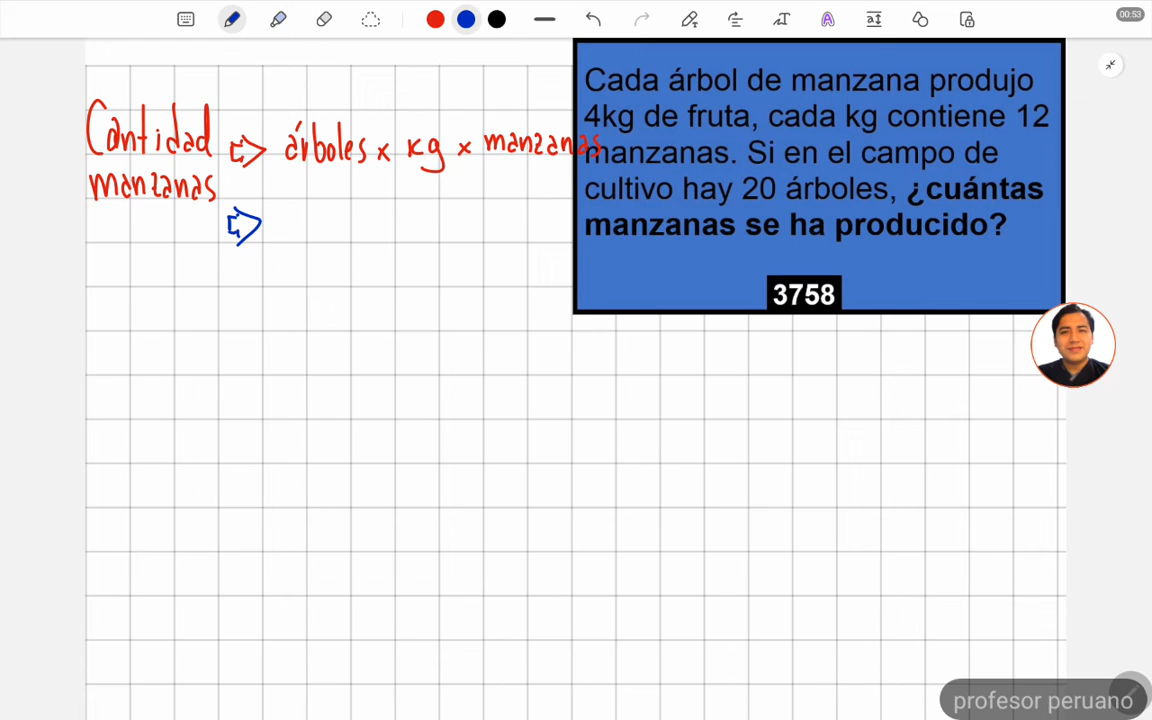 00:53
Cantidad ⇨ árboles x kg x manzanas
manzanas
Cada árbol de manzana produjo
4kg de fruta, cada kg contiene 12
manzanas. Si en el campo de
cultivo hay 20 árboles, ¿cuántas
manzanas se ha producido?
3758
profesor peruano